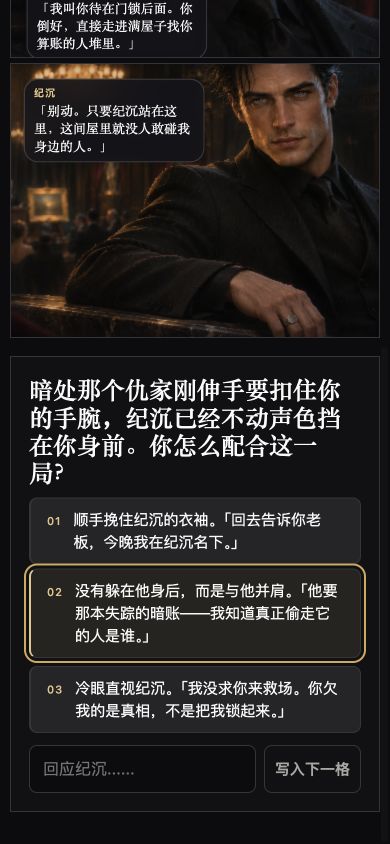 「我叫你待在门锁后面。你
倒好，直接走进满屋子找你
算账的人堆里。」
纪沉
「别动。只要纪沉站在这
里，这间屋里就没人敢碰我
身边的人。」
暗处那个仇家刚伸手要扣住你
的手腕，纪沉已经不动声色挡
在你身前。你怎么配合这一
局？
01 顺手挽住纪沉的衣袖。「回去告诉你老
板，今晚我在纪沉名下。」
02 没有躲在他身后，而是与他并肩。「他要
那本失踪的暗账——我知道真正偷走它
的人是谁。」
03 冷眼直视纪沉。「我没求你来救场。你欠
我的是真相，不是把我锁起来。」
回应纪沉……
写入下一格